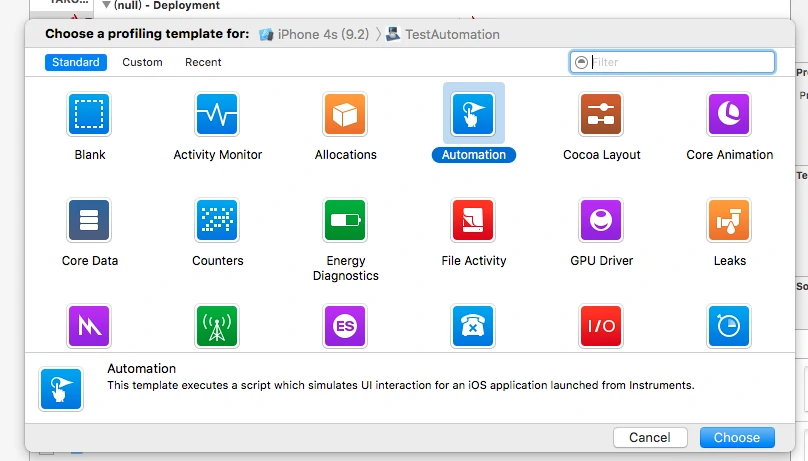 (null) - Deployment
Choose a profiling template for: iPhone 4s (9.2) TestAutomation
Standard Custom Recent Filter
Blank Activity Monitor Allocations Automation Cocoa Layout Core Animation
Core Data Counters Energy Diagnostics File Activity GPU Driver Leaks
ES I/O
Automation
This template executes a script which simulates UI interaction for an iOS application launched from Instruments.
Cancel Choose